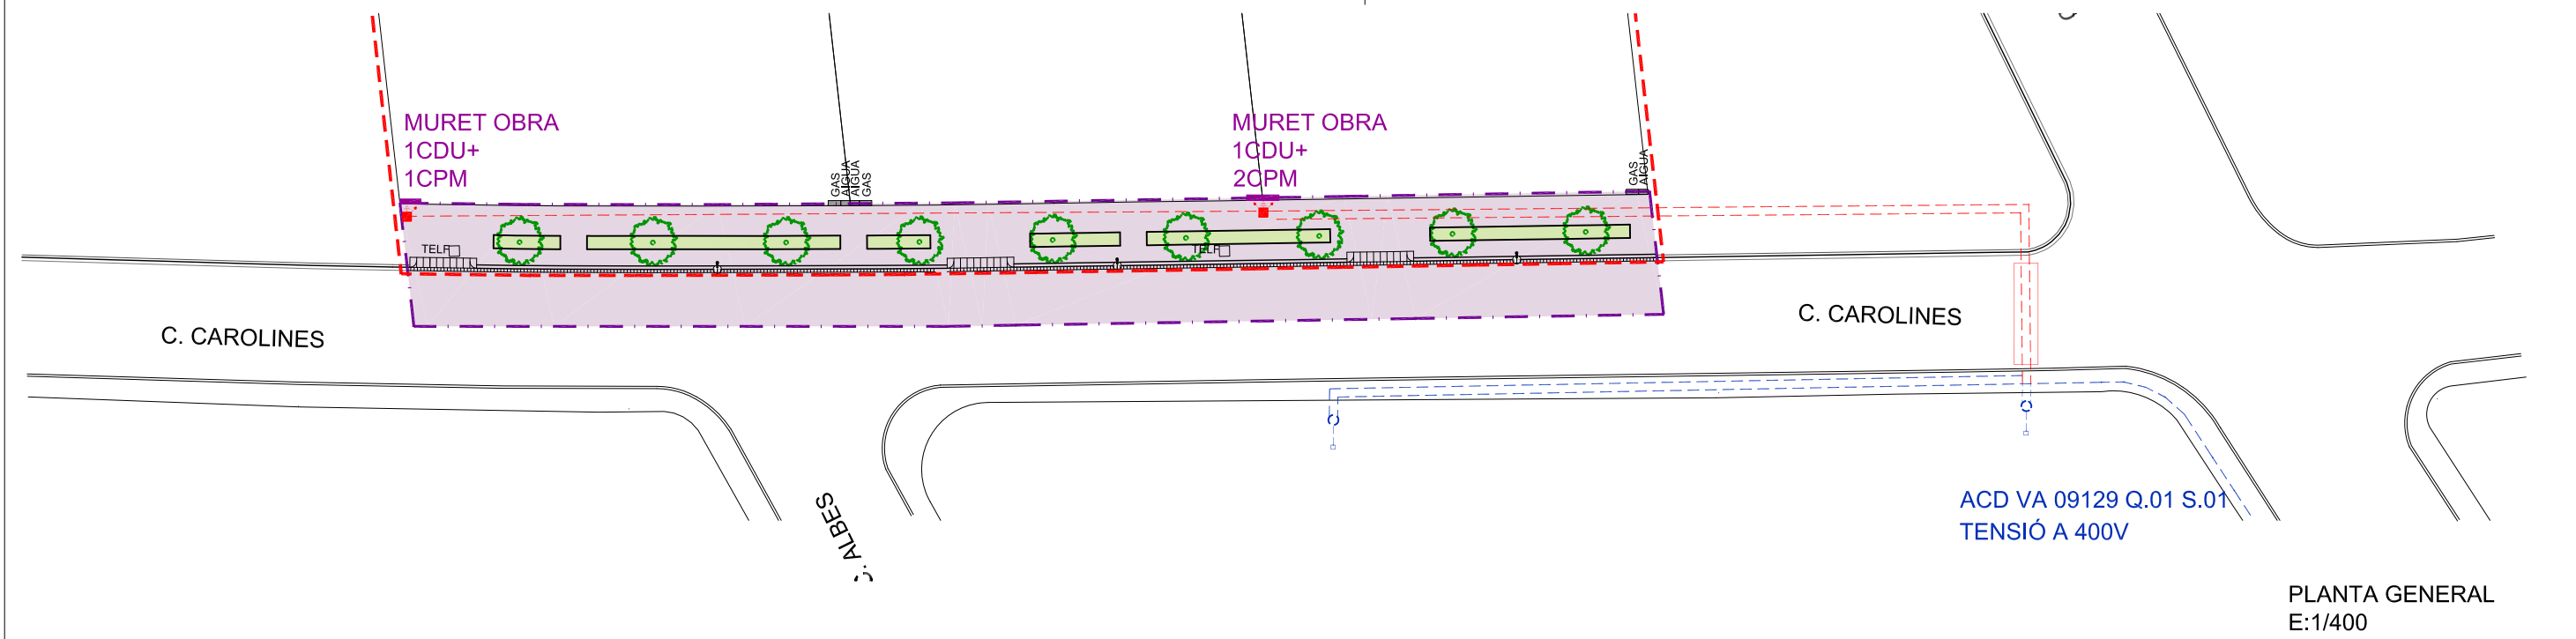 MURET OBRA
1CDU+
1CPM
MURET OBRA
1CDU+
2CPM
GAS
AIGUA
AIGUA
GAS
GAS
AIGUA
TELF
TELF
C. CAROLINES
C. CAROLINES
C. ALBES
ACD VA 09129 Q.01 S.01
TENSIÓ A 400V
PLANTA GENERAL
E:1/400